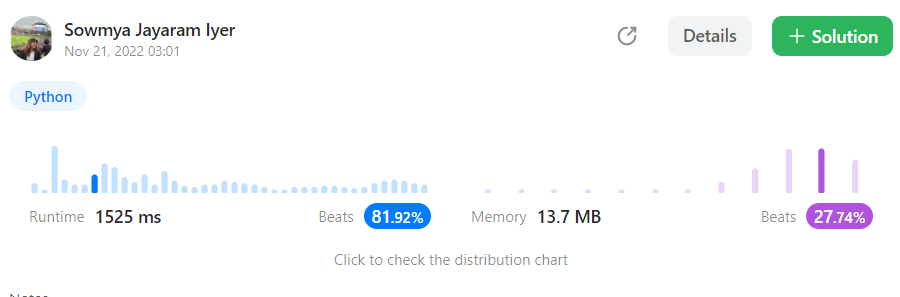 Sowmya Jayaram Iyer
Nov 21, 2022 03:01
Details
+ Solution
Python
Runtime 1525 ms Beats 81.92%
Memory 13.7 MB Beats 27.74%
Click to check the distribution chart
Notes